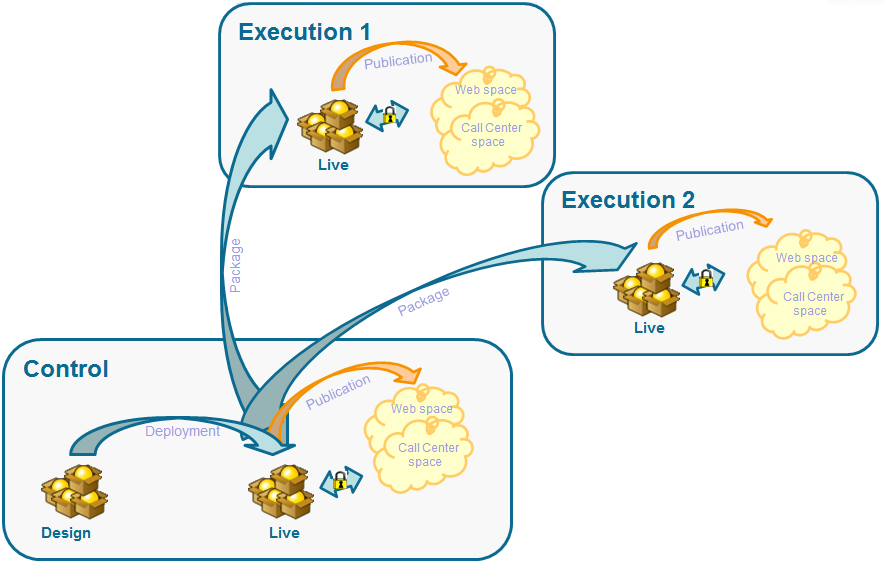 Execution 1
Publication
Web space
Call Center
space
Live
Package
Execution 2
Publication
Web space
Call Center
space
Live
Package
Control
Publication
Web space
Deployment
Call Center
space
Design
Live